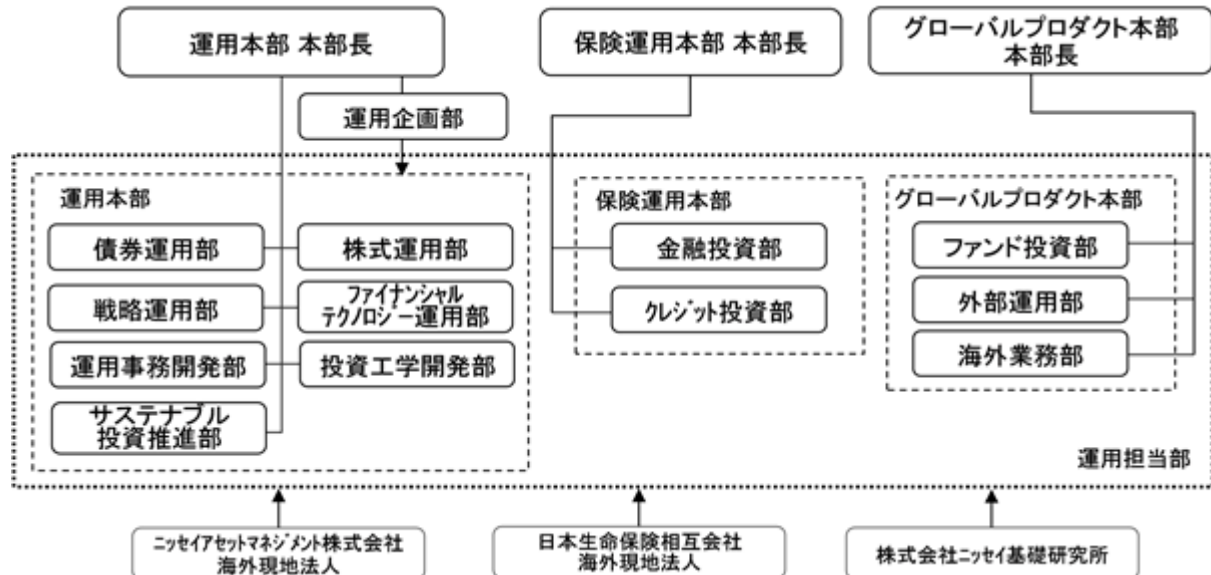 運用本部 本部長
保険運用本部 本部長
グローバルプロダクト本部
本部長
運用企画部
運用本部
債券運用部
株式運用部
戦略運用部
ファイナンシャル
テクノロジー運用部
運用事務開発部
投資工学開発部
サステナブル
投資推進部
保険運用本部
金融投資部
クレジット投資部
グローバルプロダクト本部
ファンド投資部
外部運用部
海外業務部
運用担当部
ニッセイアセットマネジメント株式会社
海外現地法人
日本生命保険相互会社
海外現地法人
株式会社ニッセイ基礎研究所